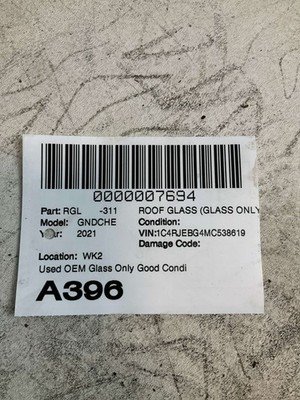 0000007694
Part: RGL -311 ROOF GLASS (GLASS ONLY
Model: GNDCHE Condition:
Year: 2021 VIN:1C4RJEBG4MC538619
Damage Code:
Location: WK2
Used OEM Glass Only Good Condi
A396